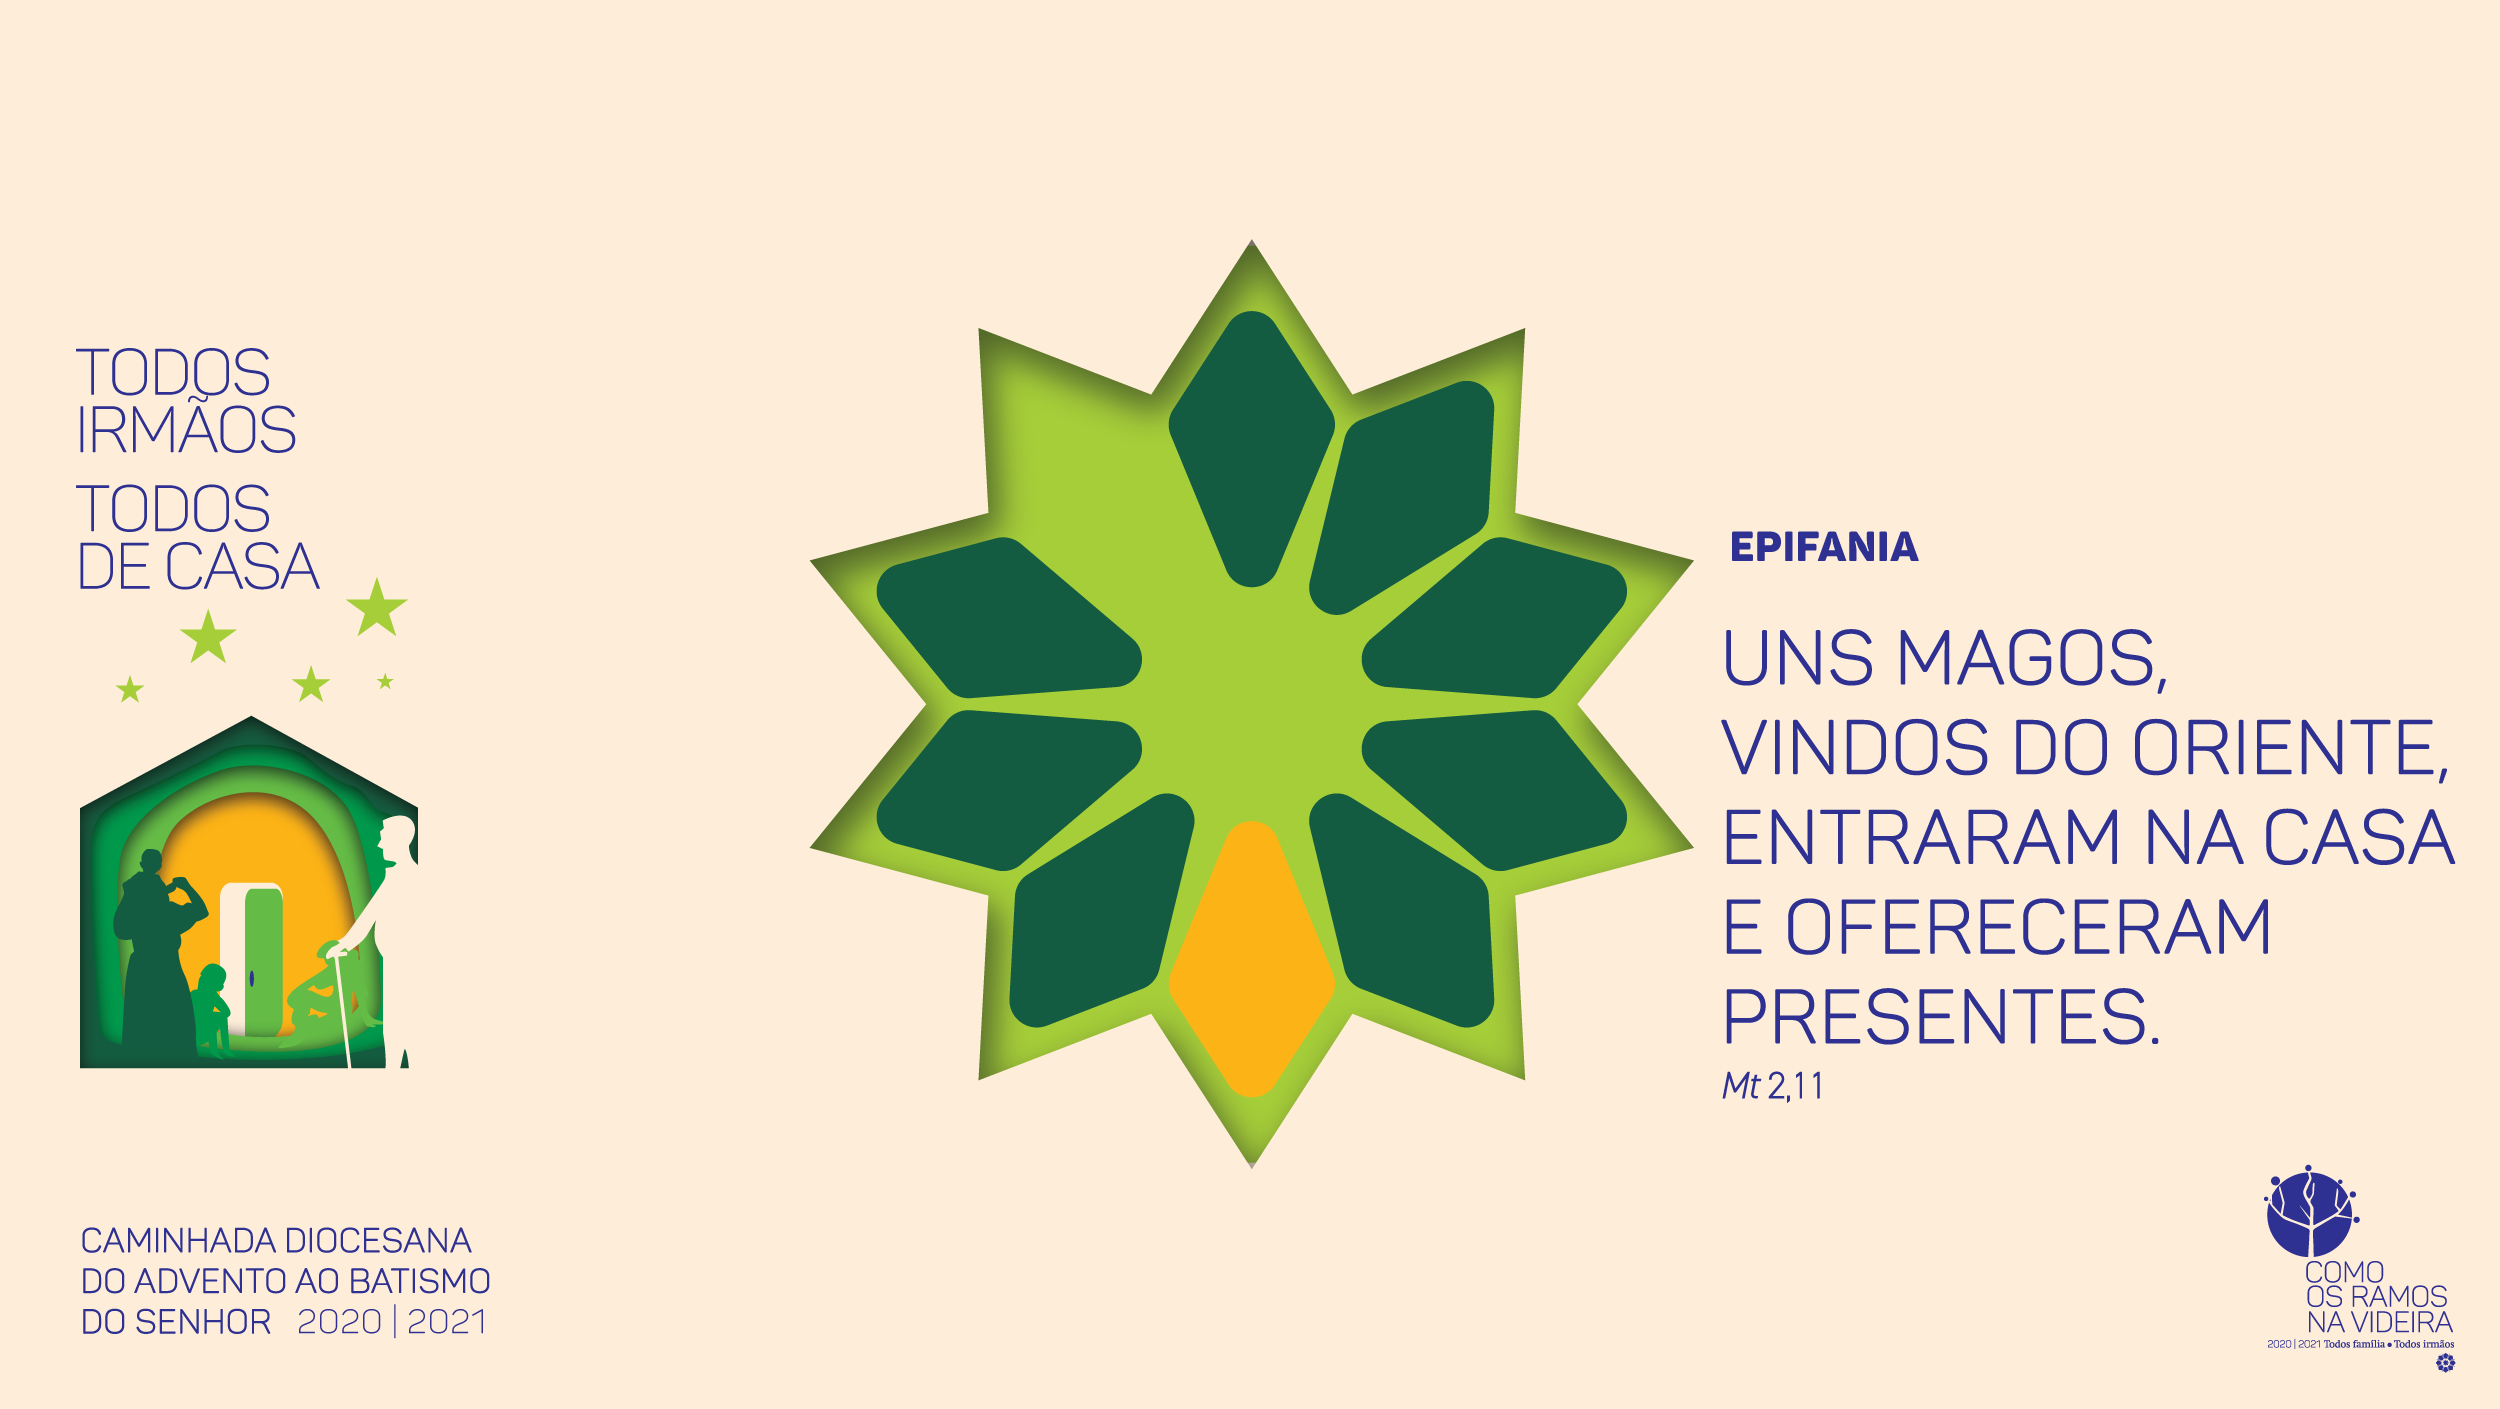 TODOS
IRMÃOS
TODOS
DE CASA
CAMINHADA DIOCESANA
DO ADVENTO AO BATISMO
DO SENHOR 2020 | 2021
EPIFANIA
UNS MAGOS,
VINDOS DO ORIENTE,
ENTRARAM NA CASA
E OFERECERAM
PRESENTES.
Mt 2,11
COMO
OS RAMOS
NA VIDEIRA
2020 | 2021 Todos família • Todos irmãos